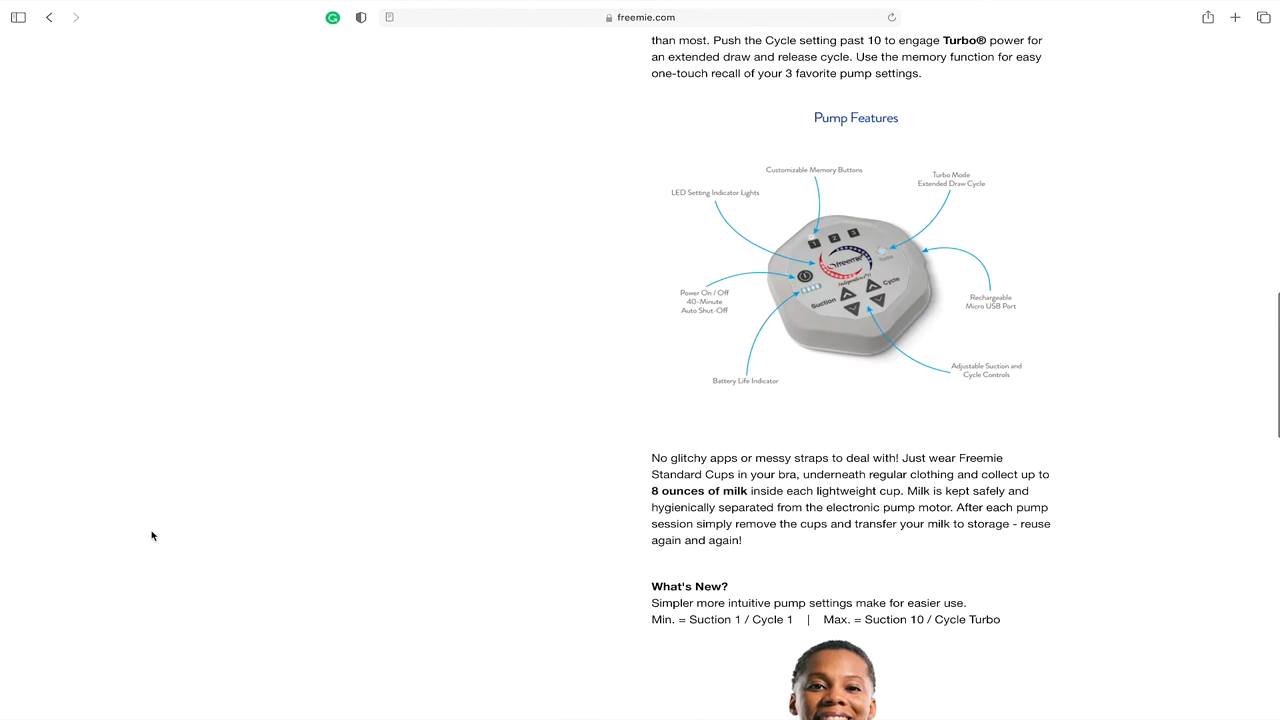 freemie.com
than most. Push the Cycle setting past 10 to engage Turbo® power for
an extended draw and release cycle. Use the memory function for easy
one-touch recall of your 3 favorite pump settings.
Pump Features
Customizable Memory Buttons
Turbo Mode
Extended Draw Cycle
LED Setting Indicator Lights
1 2 3
freemie
Turbo
Independence II
Cycle
Suction
Power On / Off
40-Minute
Auto Shut-Off
Rechargeable
Micro USB Port
Adjustable Suction and
Cycle Controls
Battery Life Indicator
No glitchy apps or messy straps to deal with! Just wear Freemie
Standard Cups in your bra, underneath regular clothing and collect up to
8 ounces of milk inside each lightweight cup. Milk is kept safely and
hygienically separated from the electronic pump motor. After each pump
session simply remove the cups and transfer your milk to storage - reuse
again and again!
What's New?
Simpler more intuitive pump settings make for easier use.
Min. = Suction 1 / Cycle 1 | Max. = Suction 10 / Cycle Turbo